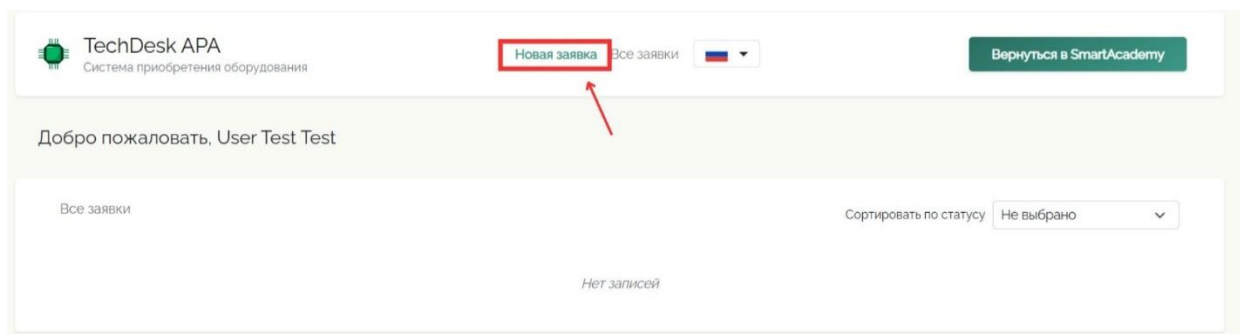 TechDesk APA
Система приобретения оборудования
Новая заявка Все заявки
Вернуться в SmartAcademy
Добро пожаловать, User Test Test
Все заявки
Сортировать по статусу Не выбрано
Нет записей